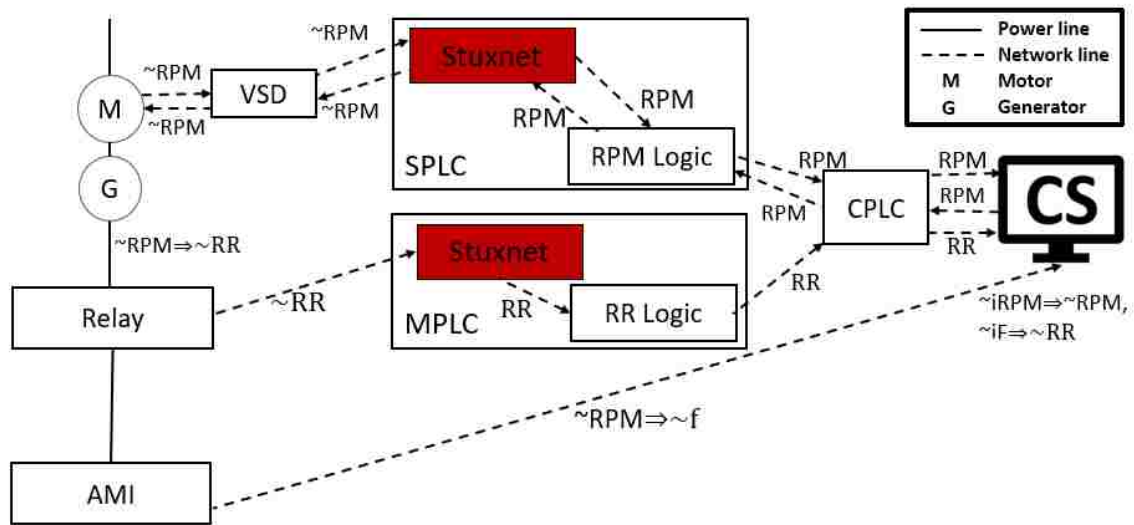 Power line
Network line
M Motor
G Generator
~RPM
~RPM
M
VSD
~RPM
~RPM
Stuxnet
RPM
RPM
RPM Logic
SPLC
G
~RPM⇒~RR
RPM
RPM
CPLC
RPM
RPM
RR
CS
Relay
~RR
Stuxnet
RR
RR Logic
MPLC
RR
~iRPM⇒~RPM,
~iF⇒~RR
~RPM⇒~f
AMI